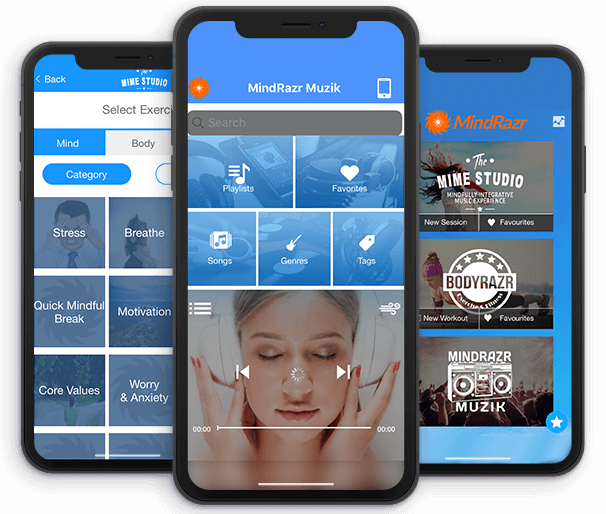 Back
The
MIME STUDIO
Select Exerci
Mind
Body
Category
Stress
Breathe
Quick Mindful
Break
Motivation
Core Values
Worry
& Anxiety
MindRazr Muzik
Search
Playlists
Favorites
Songs
Genres
Tags
00:00
00:00
MindRazr
The
MIME STUDIO
MINDFULLY INTEGRATIVE
MUSIC EXPERIENCE
New Session
Favourites
BODYRAZR
Exercise & Fitness
New Workout
Favourites
MINDRAZR
MUZIK